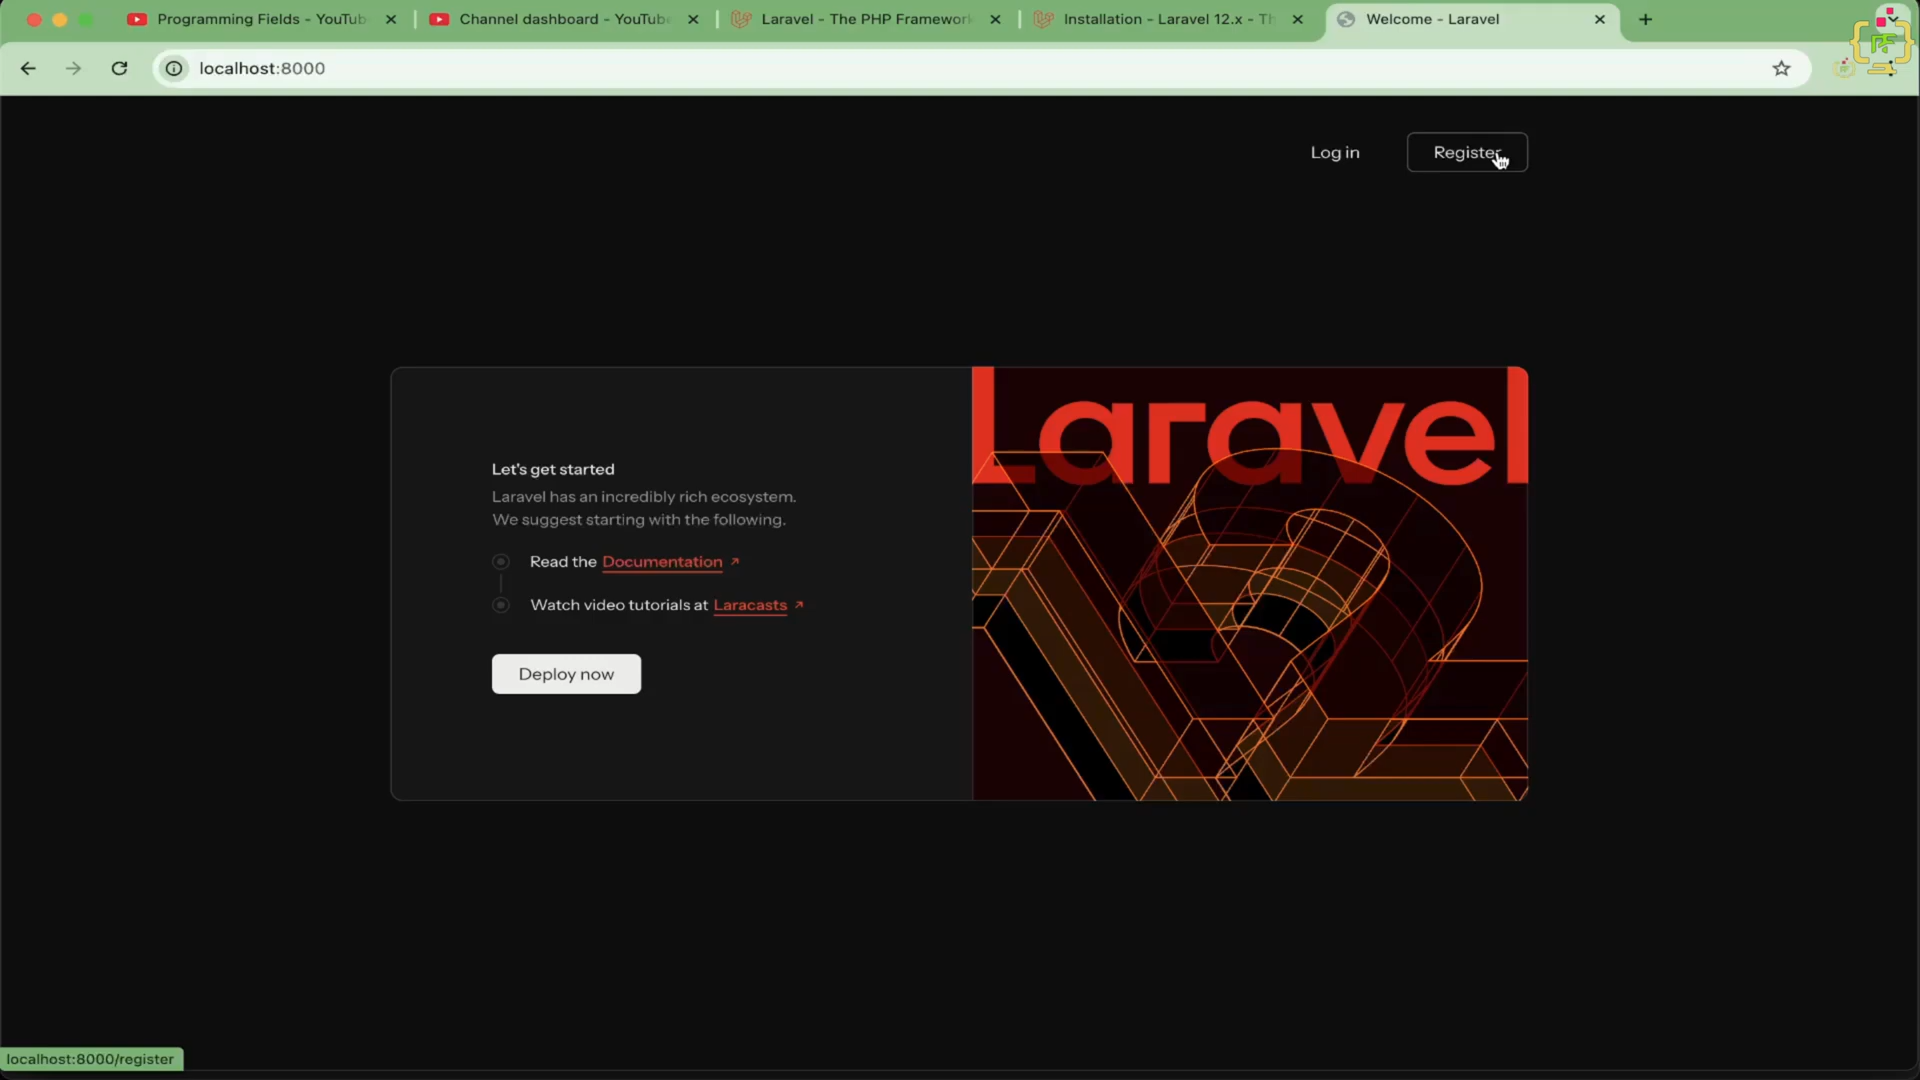 Programming Fields - YouTub
Channel dashboard - YouTube
Laravel - The PHP Framework
Installation - Laravel 12.x - Th
Welcome - Laravel
localhost:8000
Log in
Register
Laravel
Let's get started
Laravel has an incredibly rich ecosystem.
We suggest starting with the following.
Read the Documentation
Watch video tutorials at Laracasts
Deploy now
localhost:8000/register